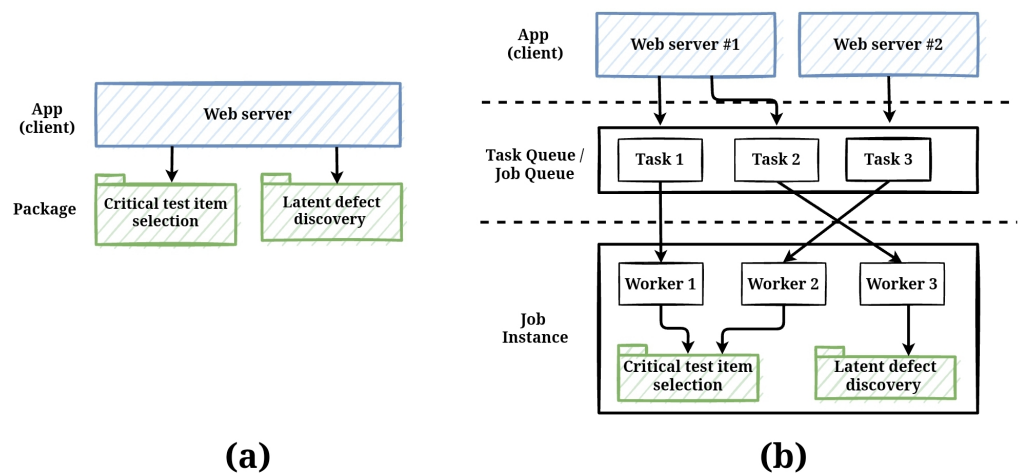 App
(client)
Web server
Package
Critical test item
selection
Latent defect
discovery
(a)
App
(client)
Web server #1
Web server #2
Task Queue /
Job Queue
Task 1
Task 2
Task 3
Job
Instance
Worker 1
Worker 2
Worker 3
Critical test item
selection
Latent defect
discovery
(b)